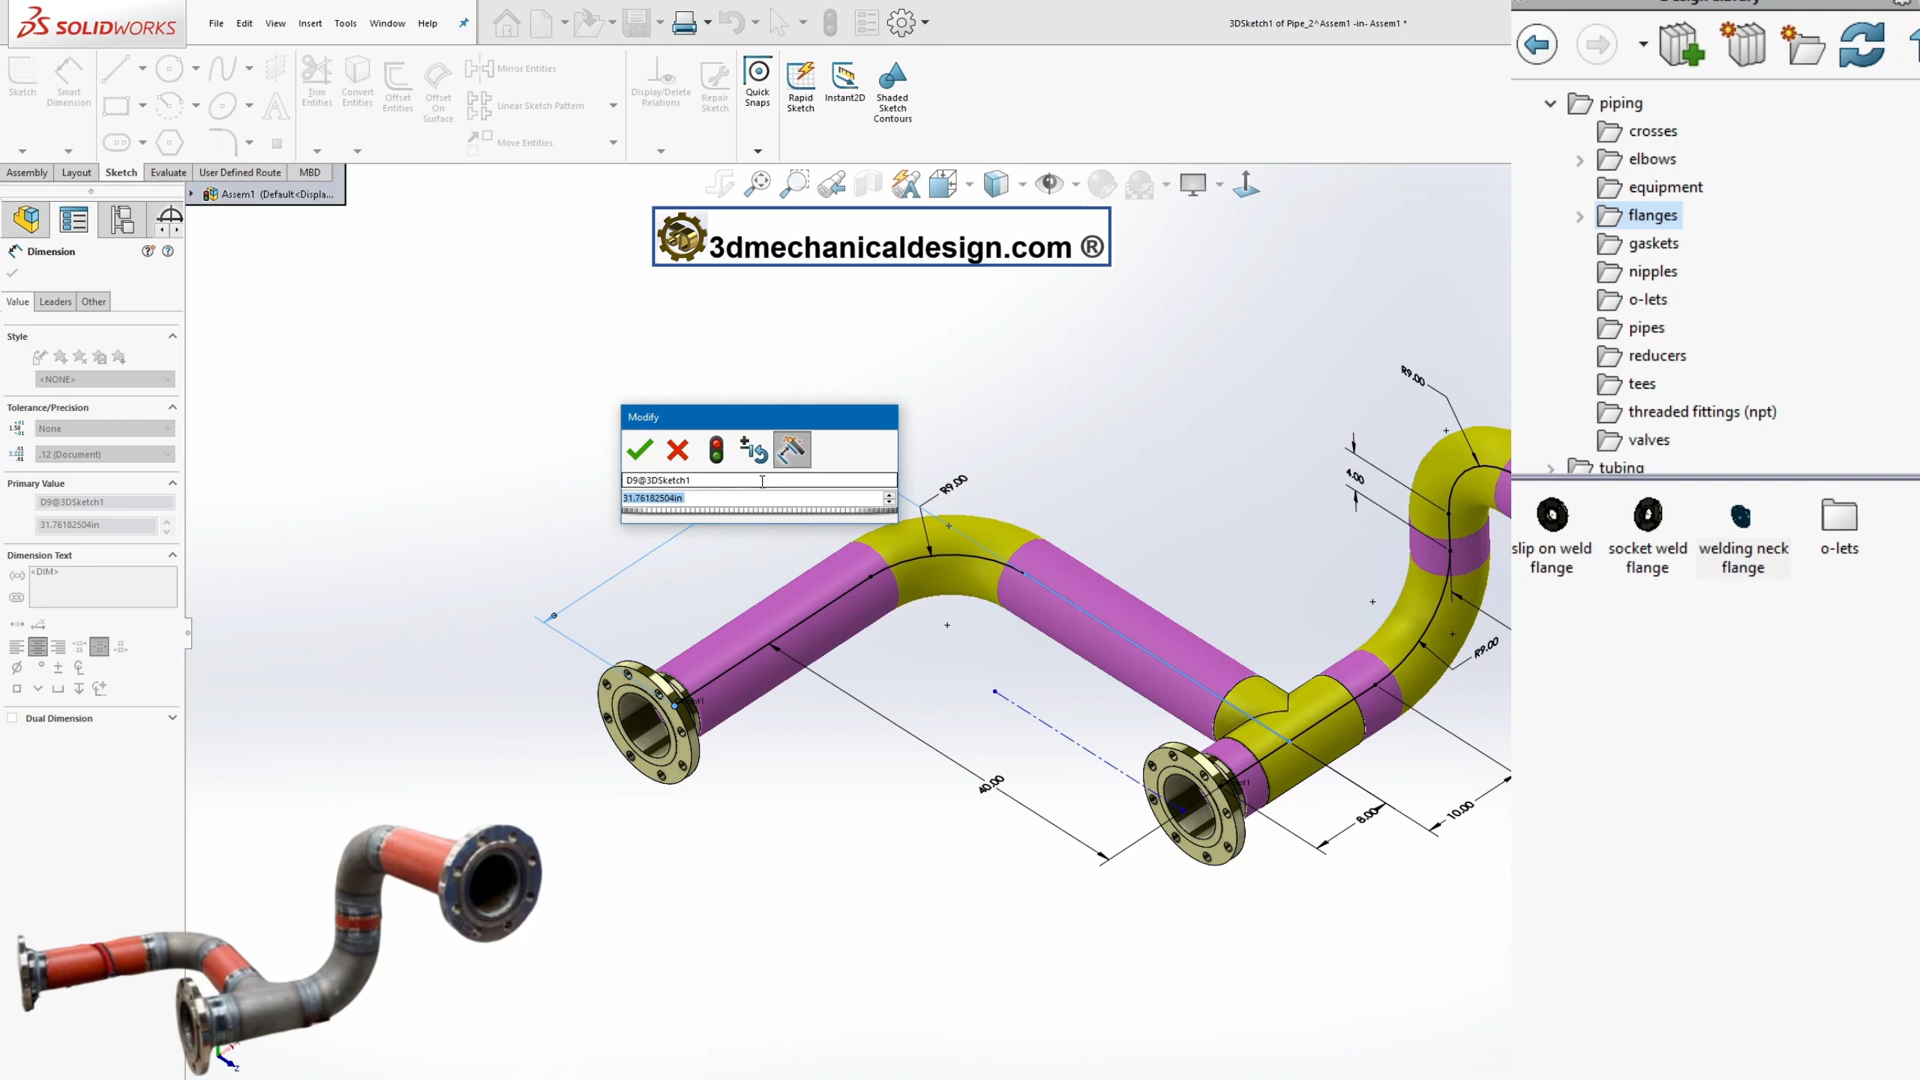 SOLIDWORKS
File Edit View Insert Tools Window Help
3DSketch1 of Pipe_2^Assem1 -in- Assem1 *
Sketch
Smart Dimension
Trim Entities
Convert Entities
Offset Entities
Offset On Surface
Mirror Entities
Linear Sketch Pattern
Move Entities
Display/Delete Relations
Repair Sketch
Quick Snaps
Rapid Sketch
Instant2D
Shaded Sketch Contours
Assembly Layout Sketch Evaluate User Defined Route MBD
Assem1 (Default<Displa...
Dimension
Value Leaders Other
Style
<NONE>
Tolerance/Precision
None
.12 (Document)
Primary Value
D9@3DSketch1
31.76182504in
Dimension Text
<DIM>
Dual Dimension
3dmechanicaldesign.com ®
Modify
D9@3DSketch1
31.76182504in
R9.00
R9.00
4.00
R9.00
40.00
8.00
10.00
piping
crosses
elbows
equipment
flanges
gaskets
nipples
o-lets
pipes
reducers
tees
threaded fittings (npt)
valves
tubing
slip on weld flange
socket weld flange
welding neck flange
o-lets